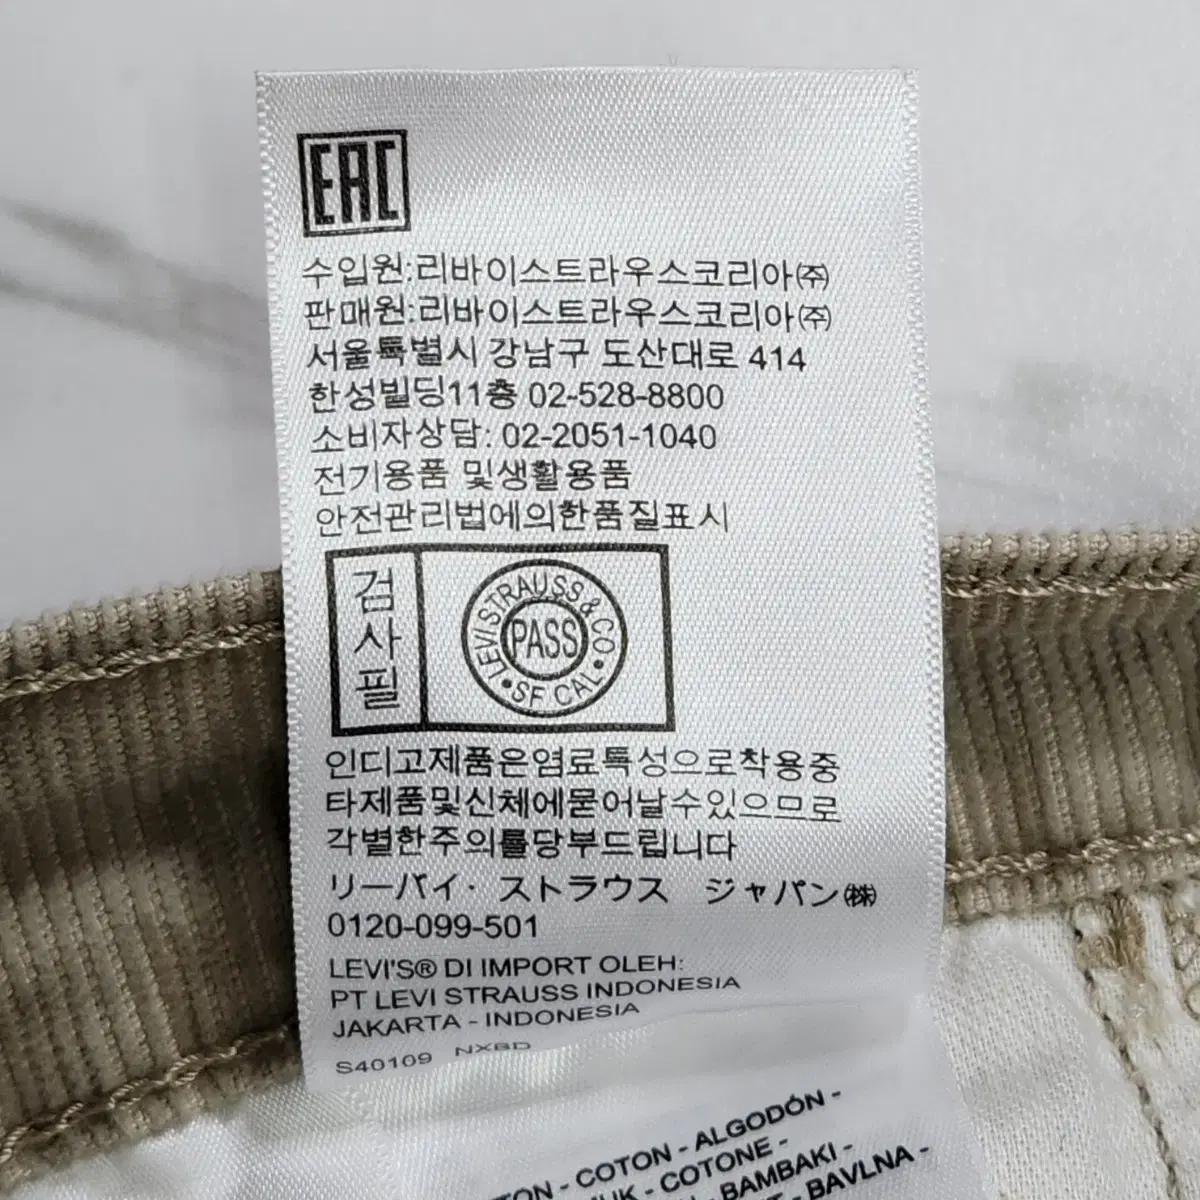 EAC
수입원:리바이스트라우스코리아㈜
판매원:리바이스트라우스코리아㈜
서울특별시 강남구 도산대로 414
한성빌딩11층 02-528-8800
소비자상담: 02-2051-1040
전기용품 및생활용품
안전관리법에의한품질표시
검사필
LEVI STRAUSS & CO
PASS
• SF CAL •
인디고제품은염료특성으로착용중
타제품및신체에묻어날수있으므로
각별한주의를당부드립니다
リーバイ・ストラウス ジャパン㈱
0120-099-501
LEVI'S® DI IMPORT OLEH:
PT LEVI STRAUSS INDONESIA
JAKARTA - INDONESIA
S40109 NXBD
- COTON - ALGODÓN -
- COTONE -
- BAMBAKI -
- BAVLNA -